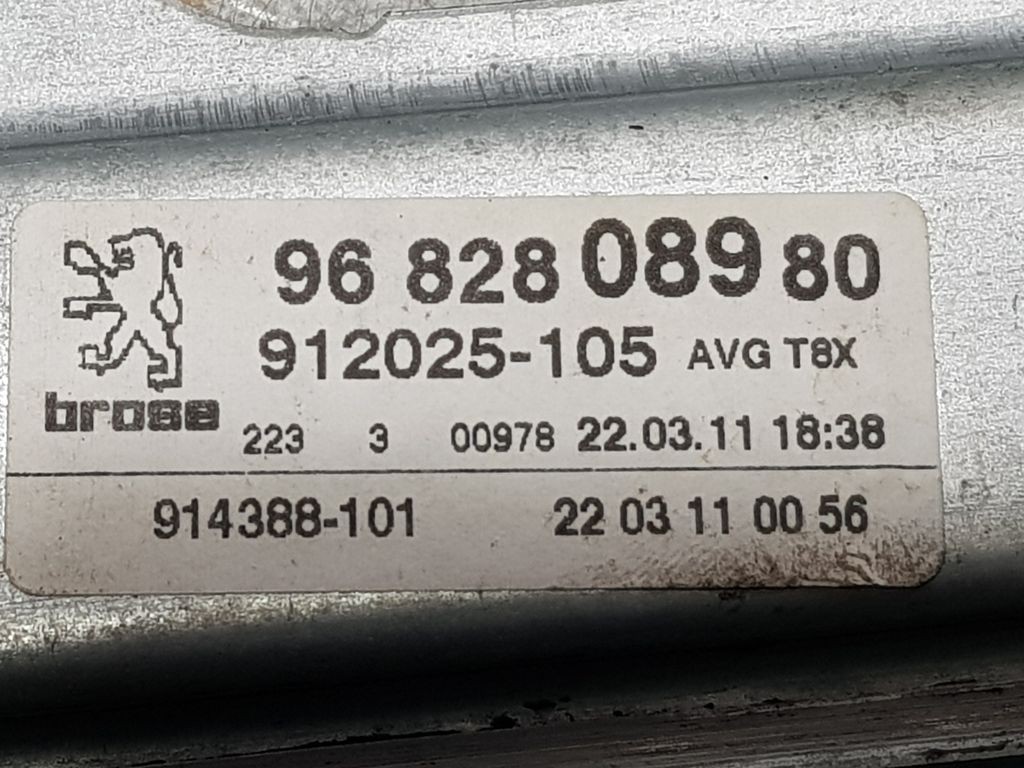 96 828 089 80
912025-105 AVG T8X
brose
223 3 00978 22.03.11 18:38
914388-101 22 03 11 00 56